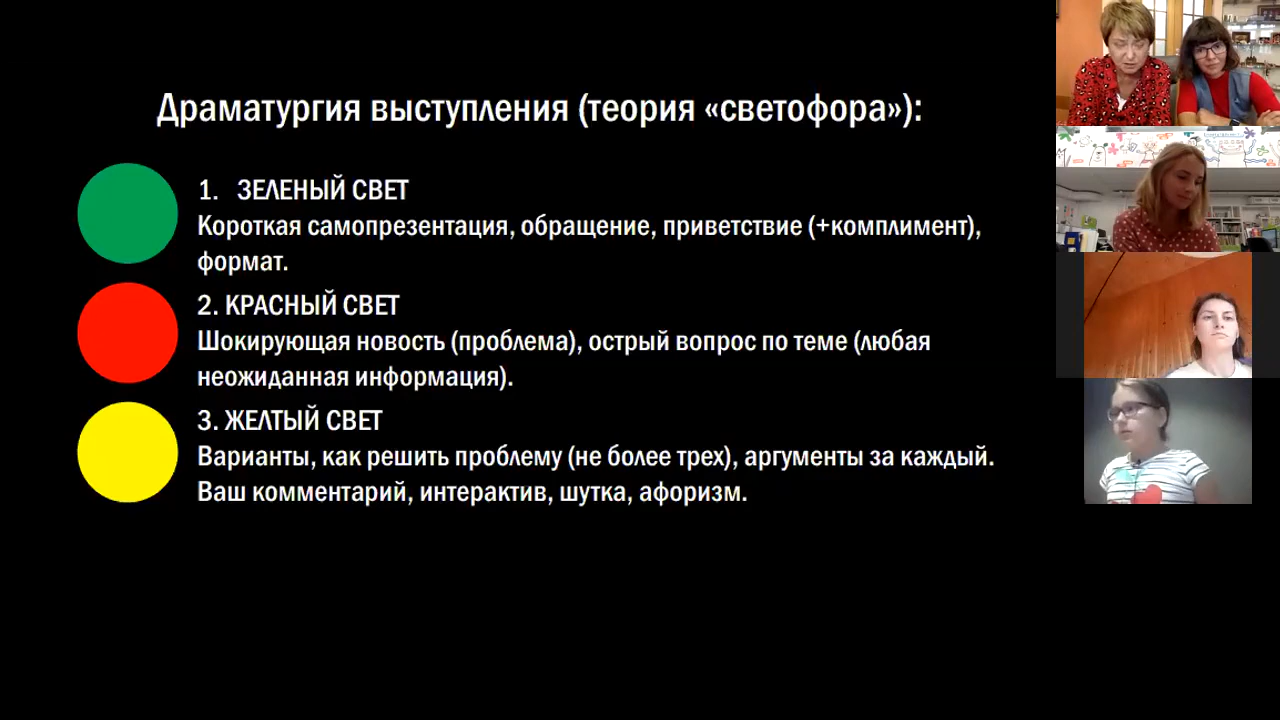 Драматургия выступления (теория «светофора»):
1. ЗЕЛЕНЫЙ СВЕТ
Короткая самопрезентация, обращение, приветствие (+комплимент),
формат.
2. КРАСНЫЙ СВЕТ
Шокирующая новость (проблема), острый вопрос по теме (любая
неожиданная информация).
3. ЖЕЛТЫЙ СВЕТ
Варианты, как решить проблему (не более трех), аргументы за каждый.
Ваш комментарий, интерактив, шутка, афоризм.